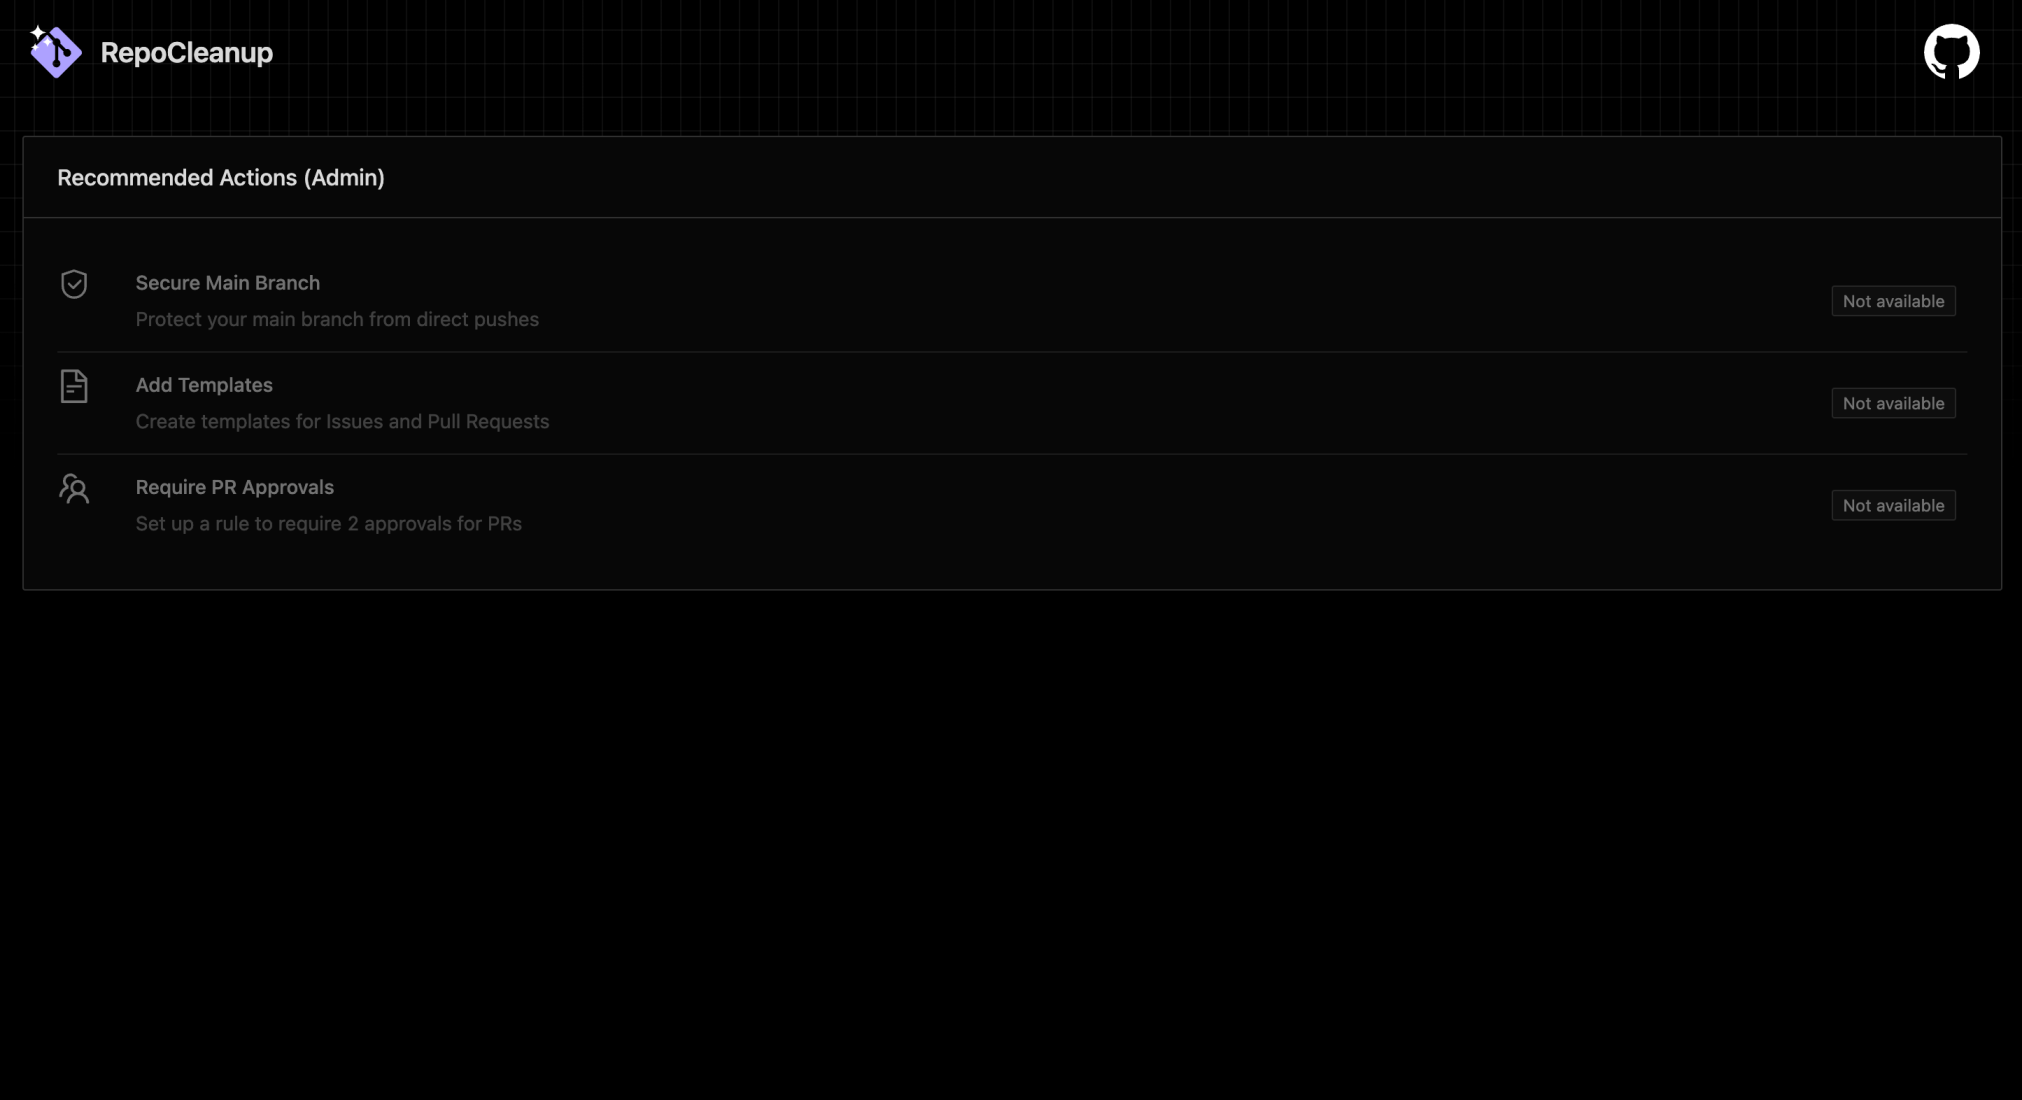 RepoCleanup
Recommended Actions (Admin)
Secure Main Branch
Protect your main branch from direct pushes
Not available
Add Templates
Create templates for Issues and Pull Requests
Not available
Require PR Approvals
Set up a rule to require 2 approvals for PRs
Not available